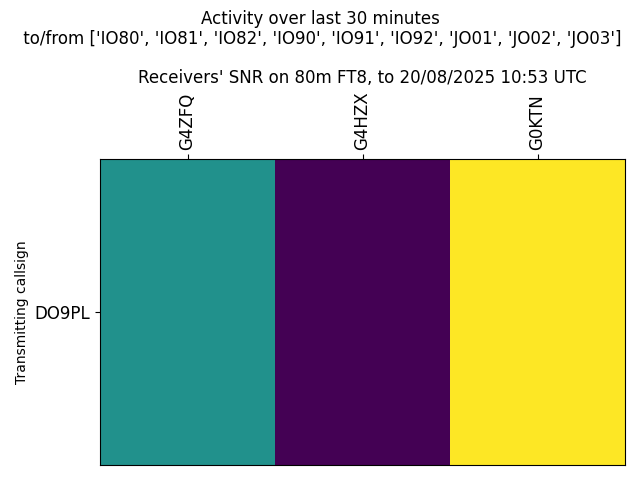 Activity over last 30 minutes
to/from ['IO80', 'IO81', 'IO82', 'IO90', 'IO91', 'IO92', 'JO01', 'JO02', 'JO03']
Receivers' SNR on 80m FT8, to 20/08/2025 10:53 UTC
G4ZFQ
G4HZX
G0KTN
Transmitting callsign
DO9PL